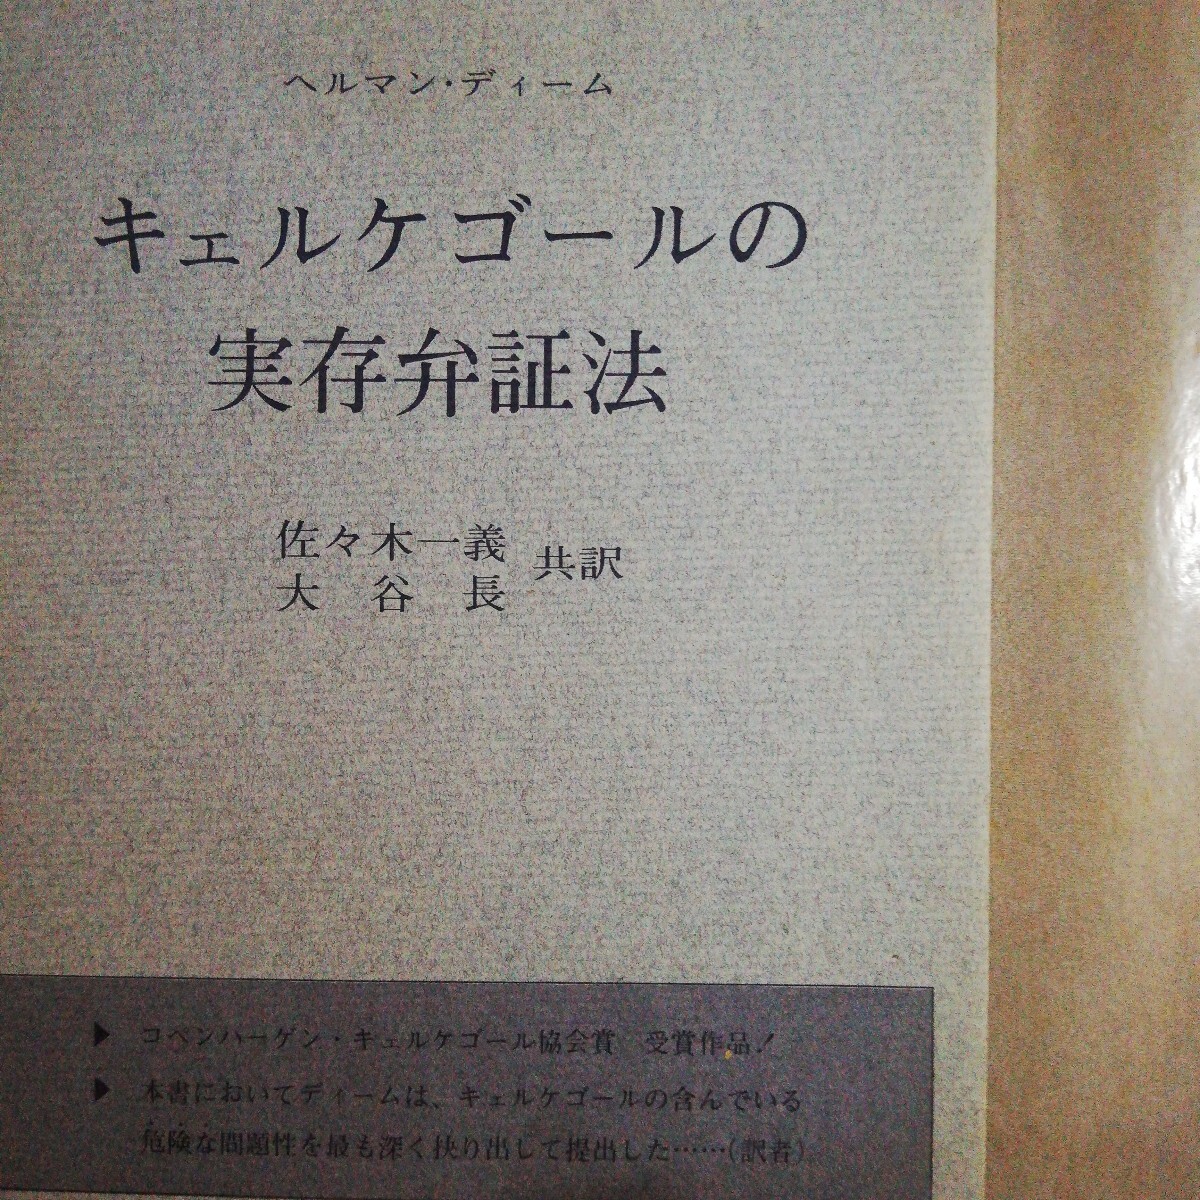 ヘルマン・ディーム
キェルケゴールの
実存弁証法
佐々木一義
大谷長
共訳
▶ コペンハーゲン・キェルケゴール協会賞　受賞作品！
▶ 本書においてディームは、キェルケゴールの含んでいる
危険な問題性を最も深く抉り出して提出した……（訳者）